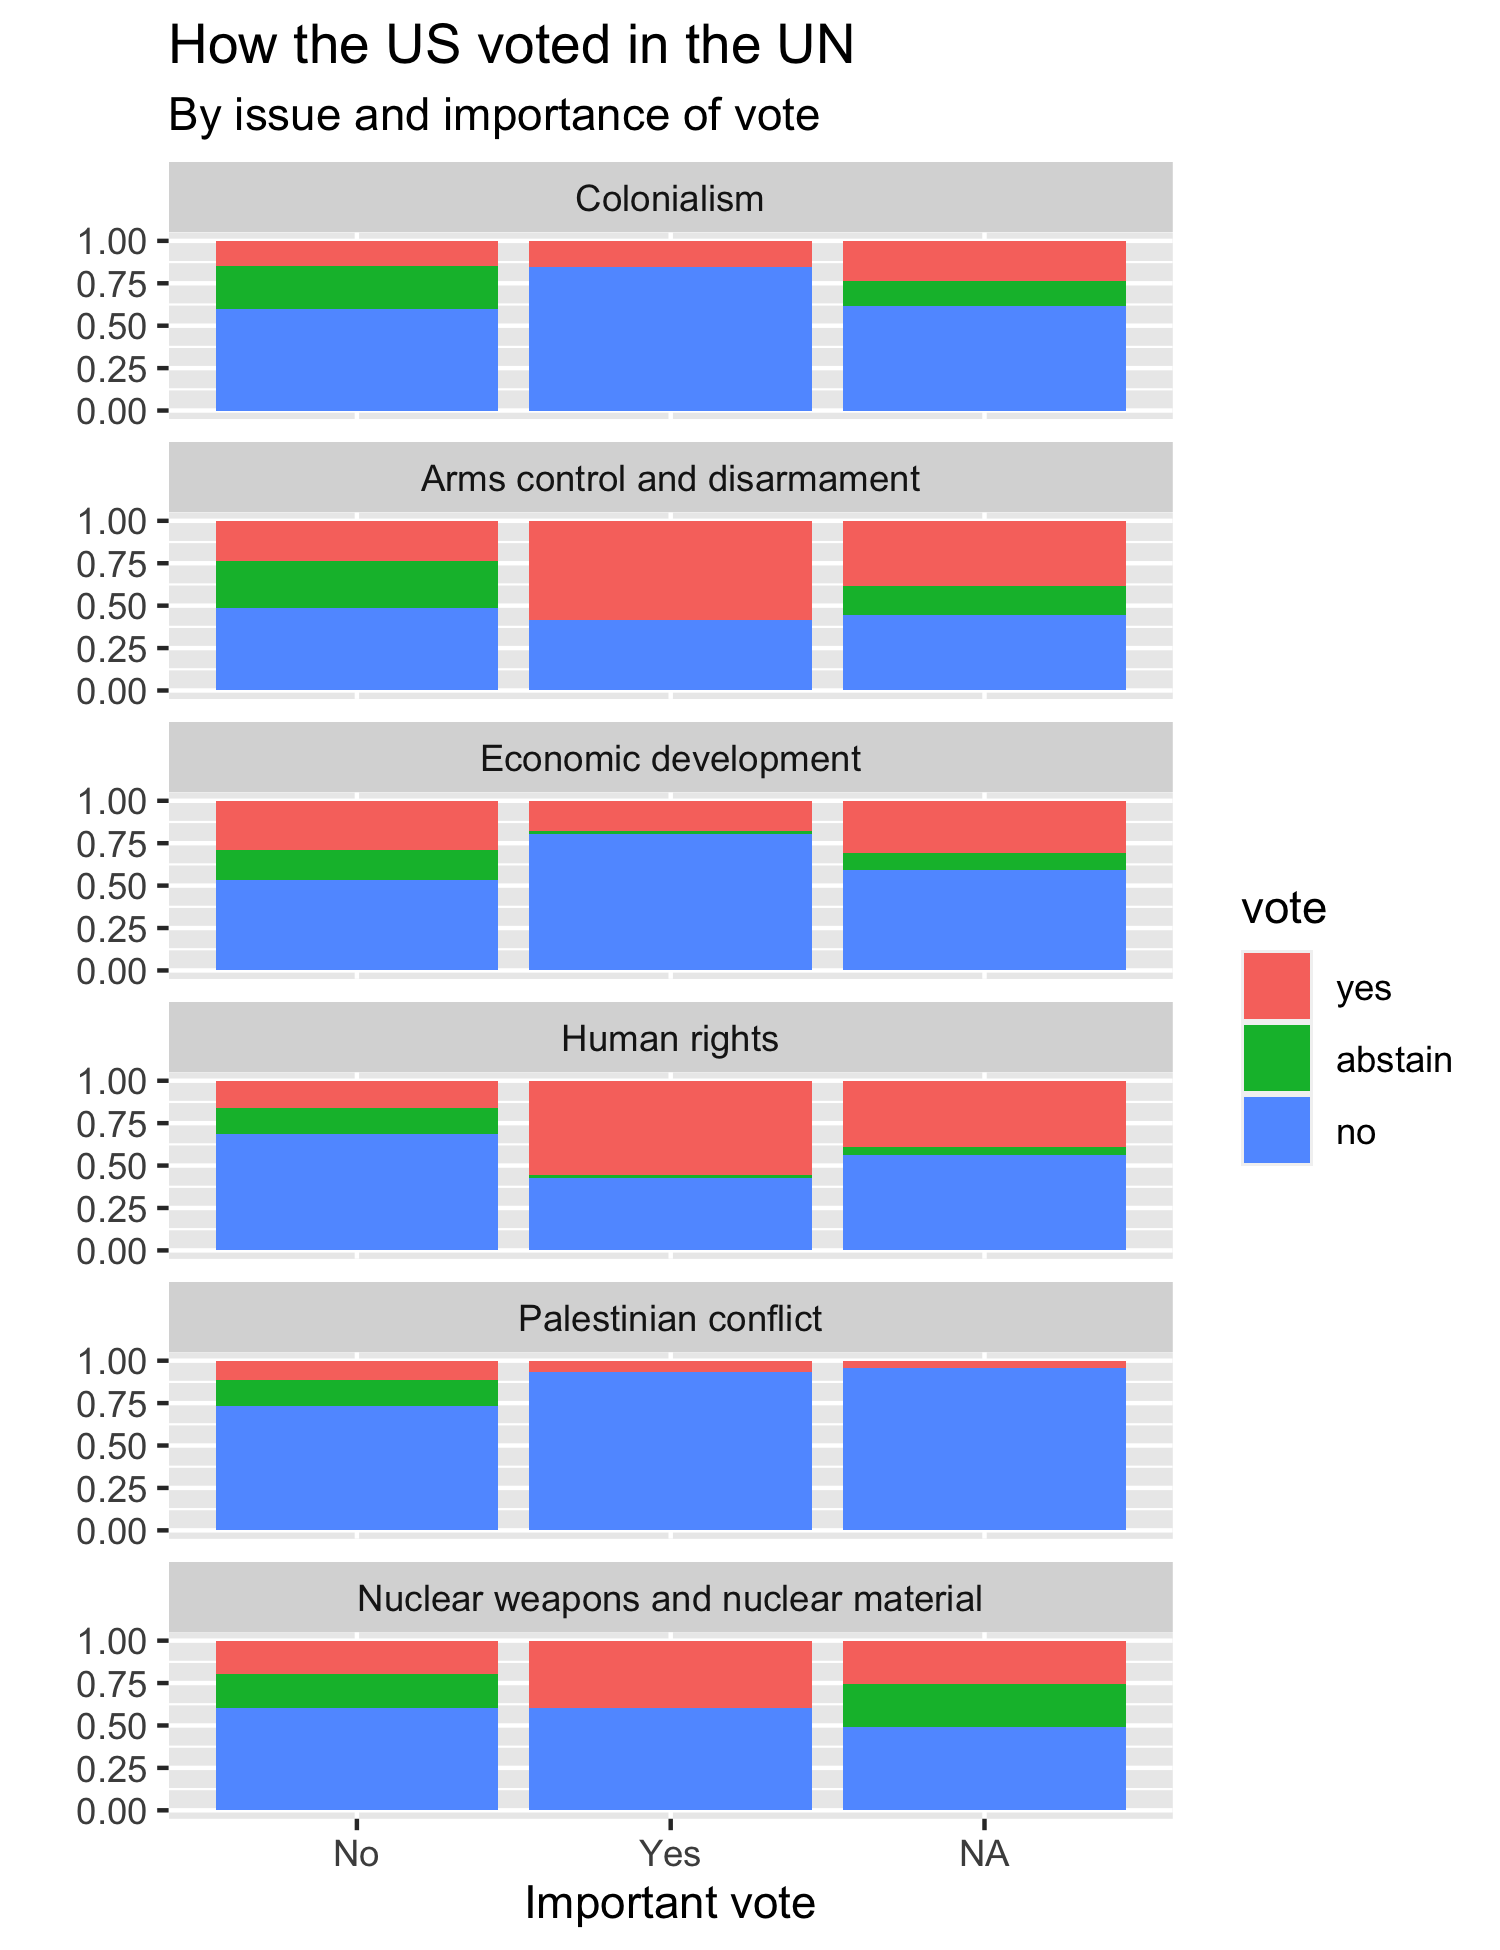 How the US voted in the UN
By issue and importance of vote
Colonialism
1.00
0.75
0.50
0.25
0.00
Arms control and disarmament
1.00
0.75
0.50
0.25
0.00
Economic development
1.00
0.75
0.50
0.25
0.00
Human rights
1.00
0.75
0.50
0.25
0.00
Palestinian conflict
1.00
0.75
0.50
0.25
0.00
Nuclear weapons and nuclear material
1.00
0.75
0.50
0.25
0.00
No Yes NA
Important vote
vote
yes
abstain
no